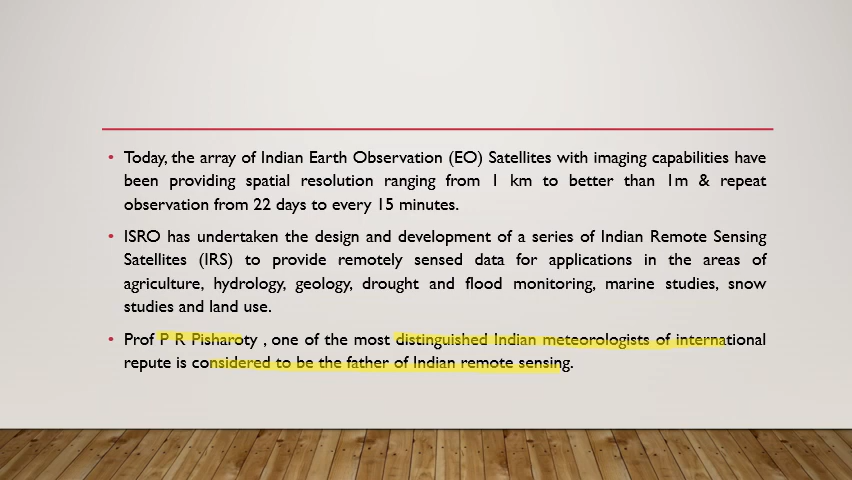 • Today, the array of Indian Earth Observation (EO) Satellites with imaging capabilities have
been providing spatial resolution ranging from 1 km to better than 1m & repeat
observation from 22 days to every 15 minutes.
• ISRO has undertaken the design and development of a series of Indian Remote Sensing
Satellites (IRS) to provide remotely sensed data for applications in the areas of
agriculture, hydrology, geology, drought and flood monitoring, marine studies, snow
studies and land use.
• Prof P R Pisharoty , one of the most distinguished Indian meteorologists of international
repute is considered to be the father of Indian remote sensing.